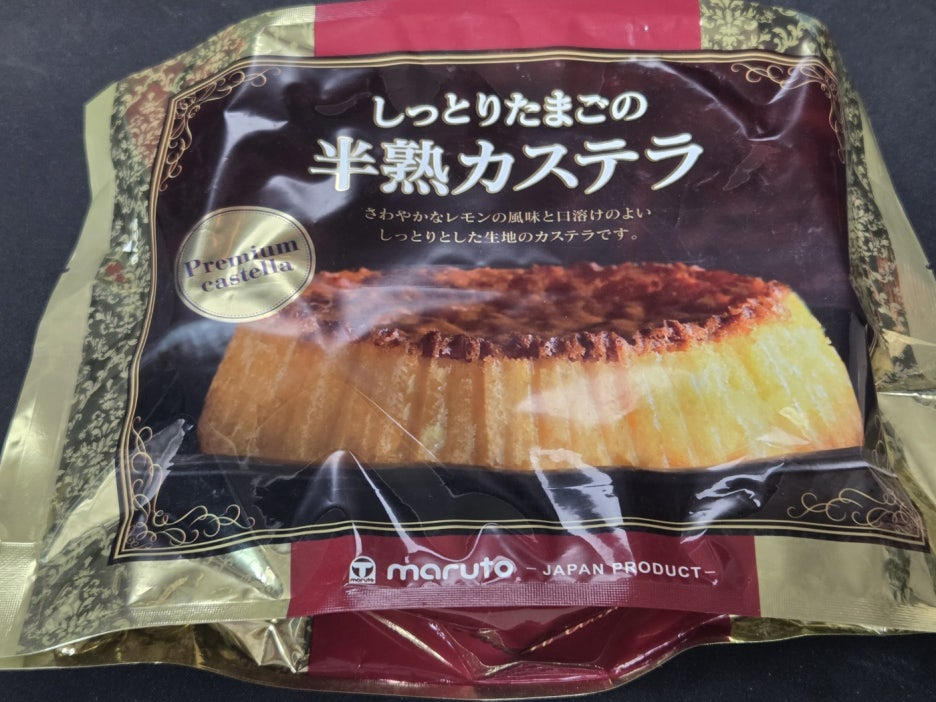 しっとりたまごの
半熟カステラ
さわやかなレモンの風味と口溶けのよい
しっとりとした生地のカステラです。
Premium
castella
maruto
maruto - JAPAN PRODUCT-